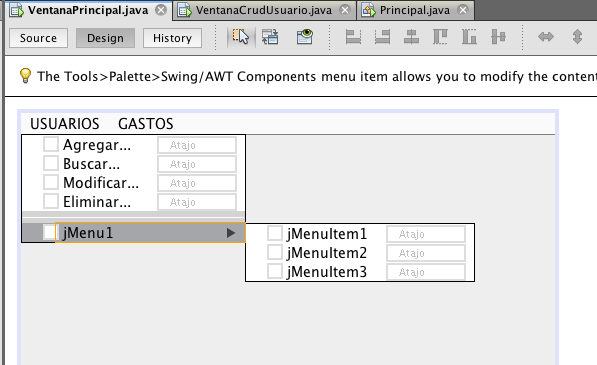 VentanaPrincipal.java VentanaCrudUsuario.java Principal.java
Source Design History
The Tools>Palette>Swing/AWT Components menu item allows you to modify the content
USUARIOS GASTOS
Agregar... Atajo
Buscar... Atajo
Modificar... Atajo
Eliminar... Atajo
jMenu1 jMenuItem1 Atajo
jMenuItem2 Atajo
jMenuItem3 Atajo